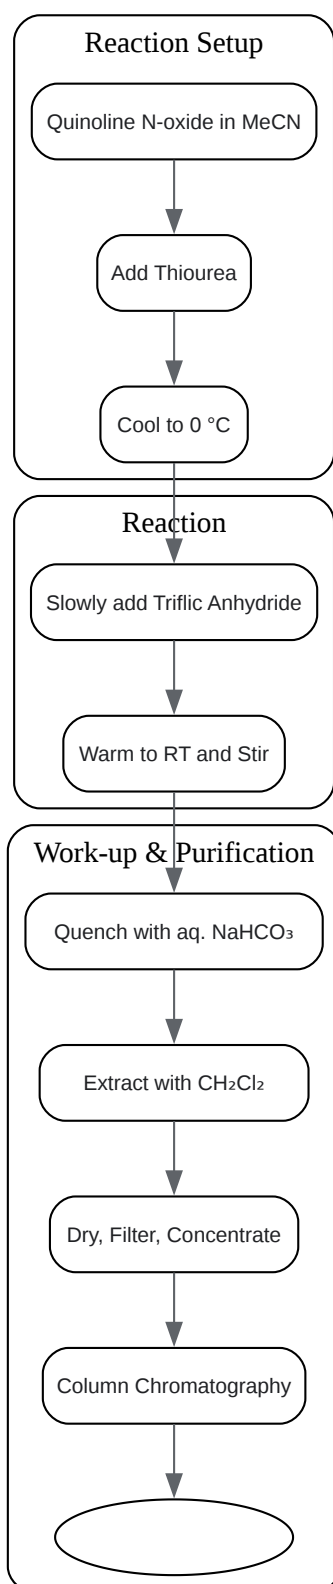 Reaction Setup
Quinoline N-oxide in MeCN
Add Thiourea
Cool to 0 °C
Reaction
Slowly add Triflic Anhydride
Warm to RT and Stir
Work-up & Purification
Quench with aq. NaHCO₃
Extract with CH₂Cl₂
Dry, Filter, Concentrate
Column Chromatography